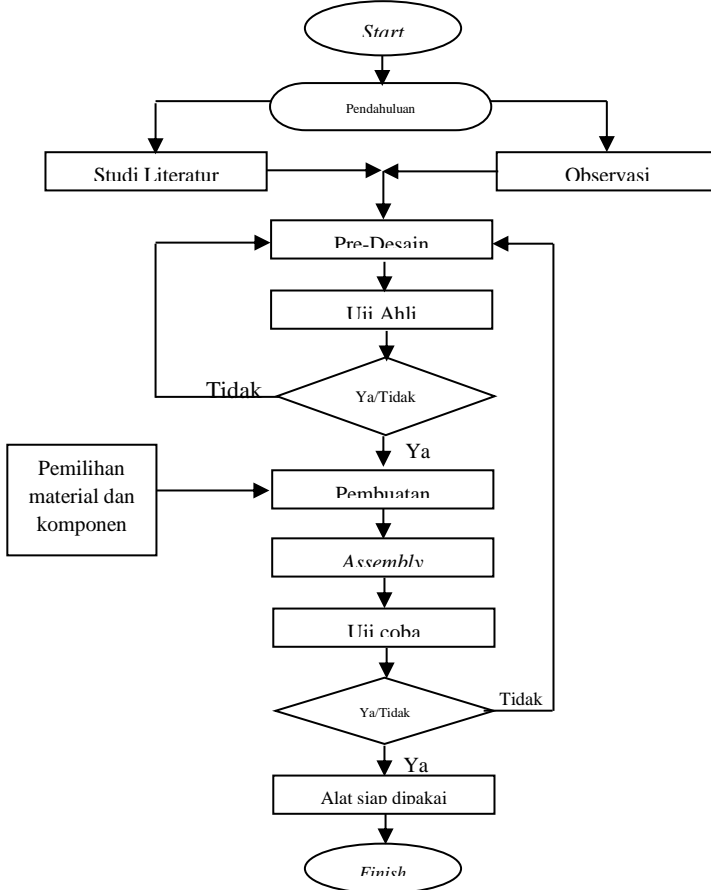 Start
Pendahuluan
Studi Literatur
Observasi
Pre-Desain
Uji Ahli
Tidak
Ya/Tidak
Ya
Pemilihan
material dan
komponen
Pembuatan
Assembly
Uji coba
Ya/Tidak
Tidak
Ya
Alat siap dipakai
Finish